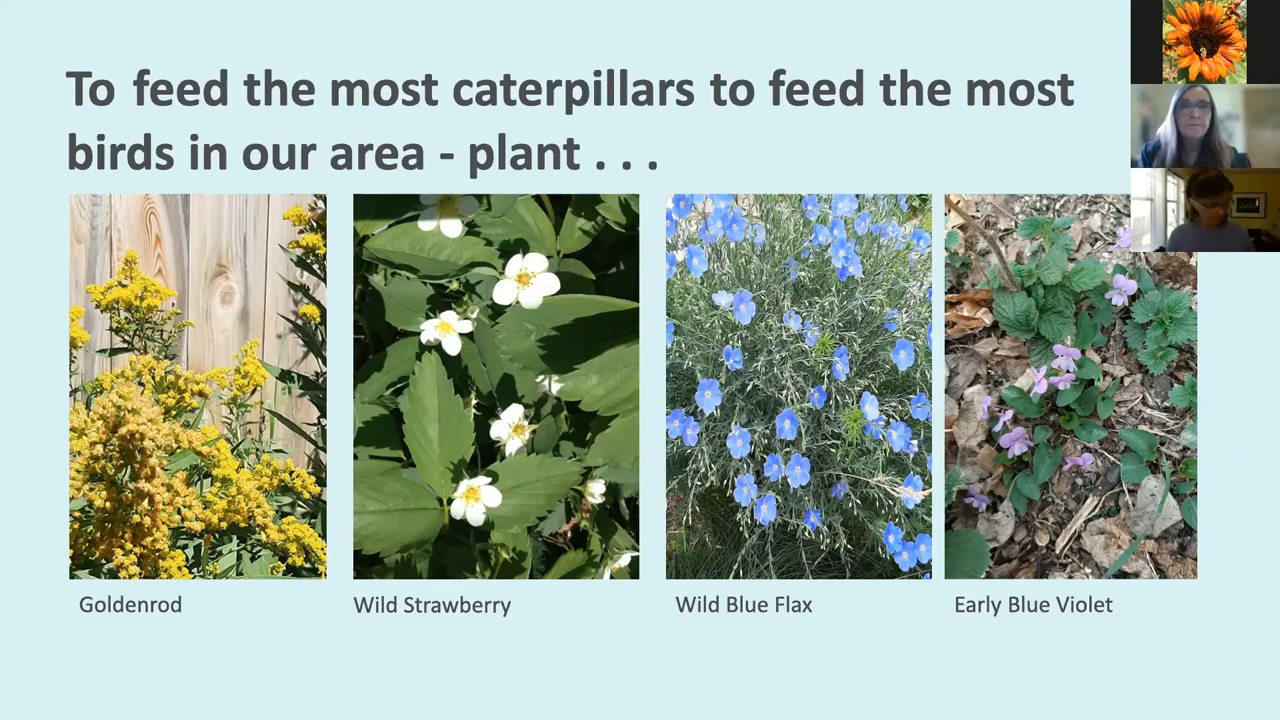 To feed the most caterpillars to feed the most
birds in our area - plant . . .
Goldenrod
Wild Strawberry
Wild Blue Flax
Early Blue Violet